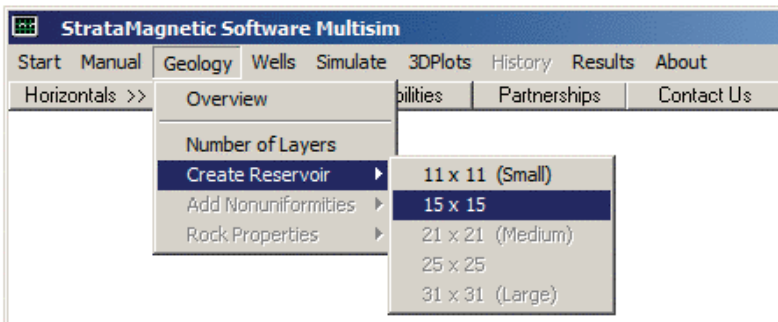 StrataMagnetic Software Multisim
Start Manual Geology Wells Simulate 3DPlots History Results About
Horizontals >> bilities Partnerships Contact Us
Overview
Number of Layers
Create Reservoir
Add Nonuniformities
Rock Properties
11 x 11 (Small)
15 x 15
21 x 21 (Medium)
25 x 25
31 x 31 (Large)